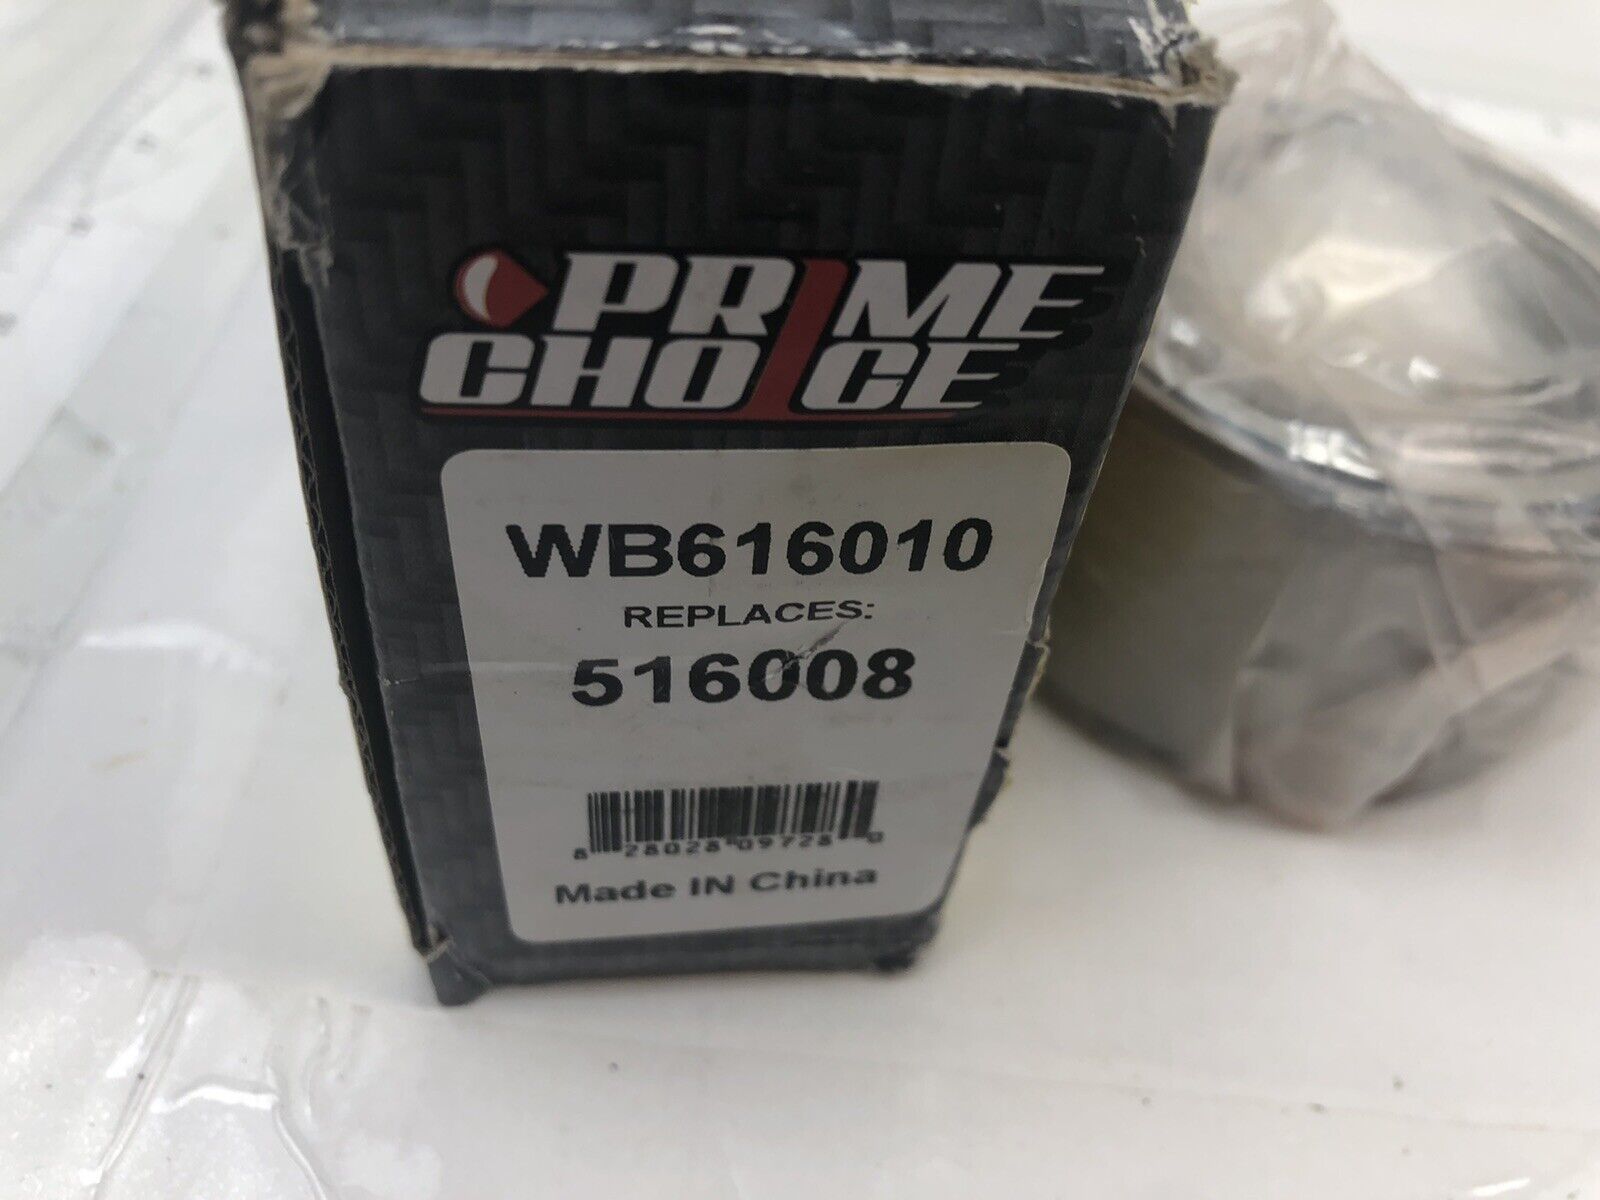 PRIME
CHOICE
WB616010
REPLACES:
516008
8 28028 09728 0
Made IN China